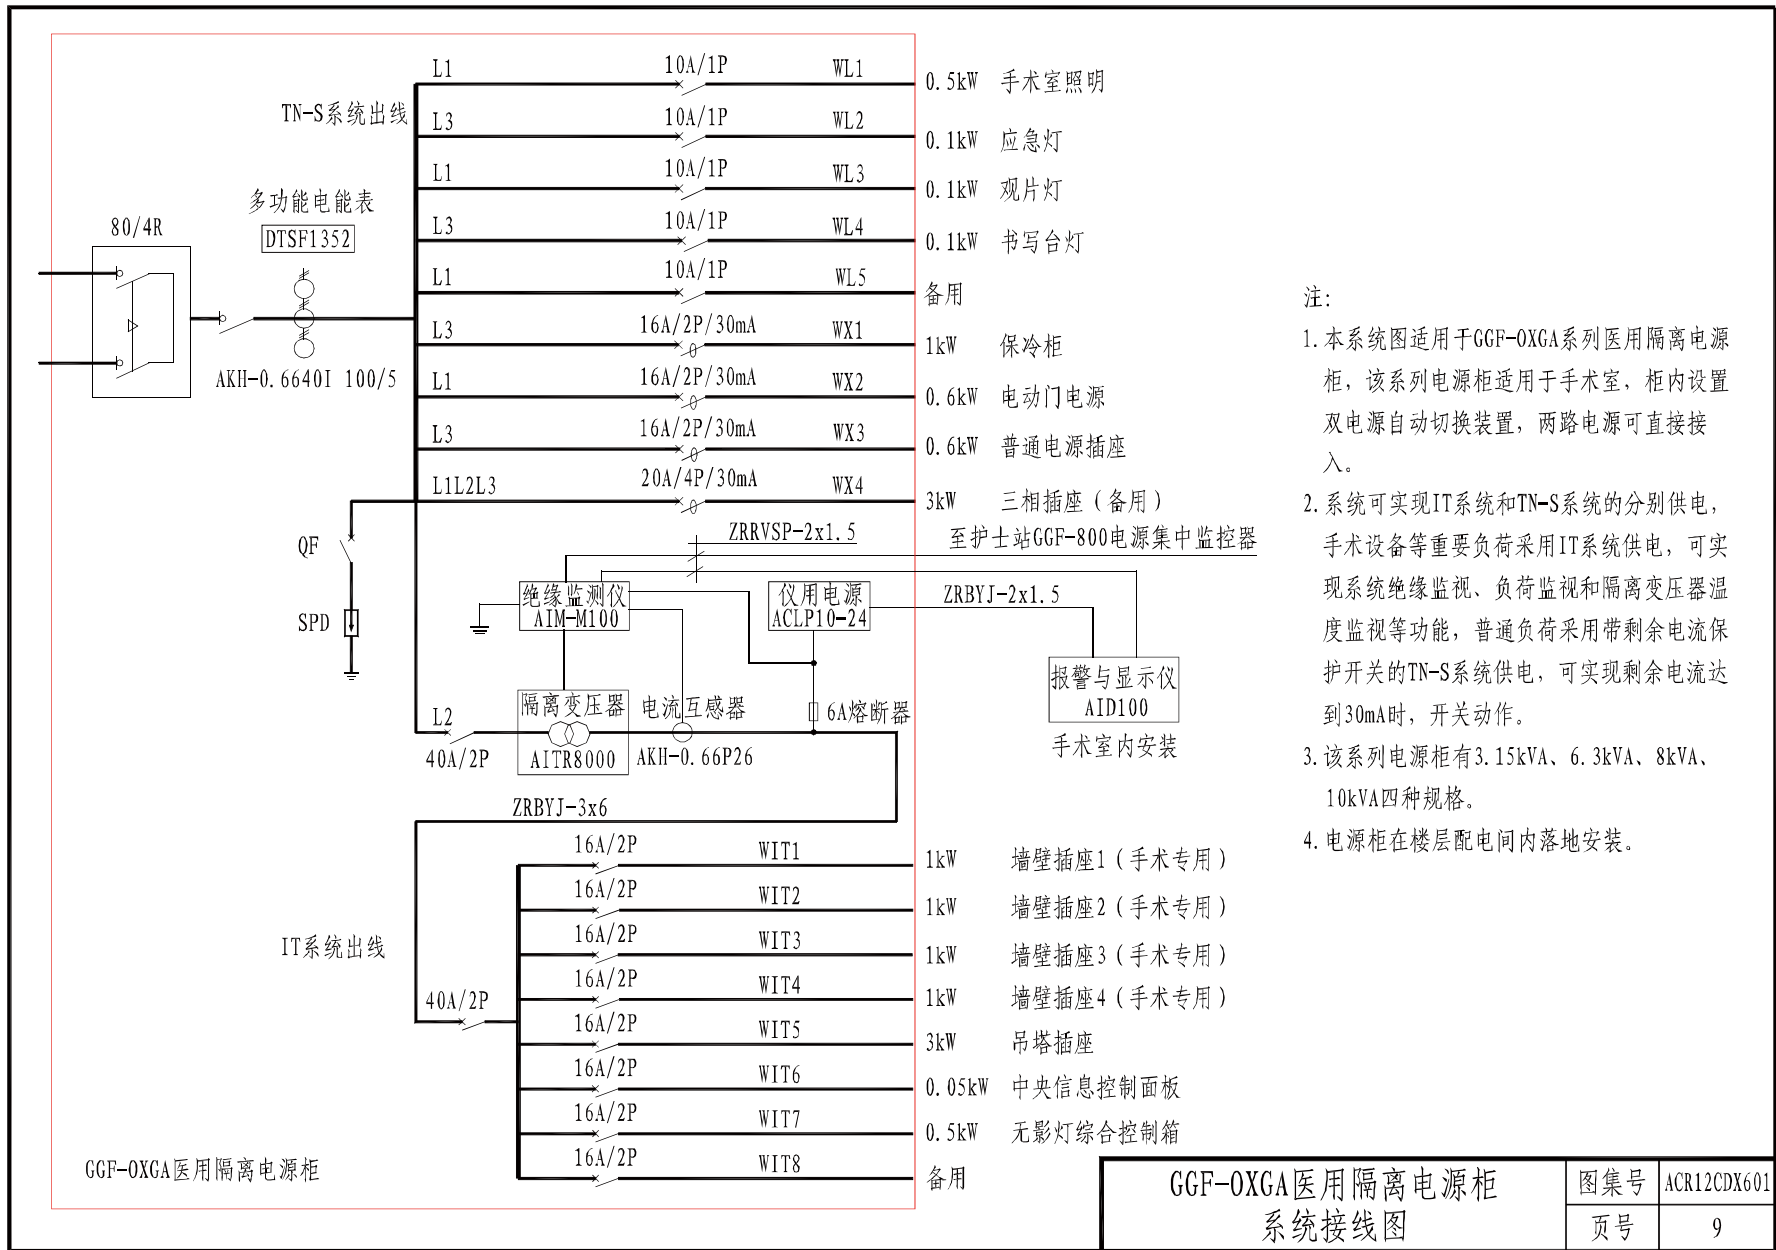 L1 10A/1P WL1 0.5kW 手术室照明
TN-S系统出线
L3 10A/1P WL2 0.1kW 应急灯
L1 10A/1P WL3 0.1kW 观片灯
多功能电能表
DTSF1352
80/4R
L3 10A/1P WL4 0.1kW 书写台灯
L1 10A/1P WL5 备用
L3 16A/2P/30mA WX1 1kW 保冷柜
AKH-0.6640I 100/5
L1 16A/2P/30mA WX2 0.6kW 电动门电源
L3 16A/2P/30mA WX3 0.6kW 普通电源插座
L1L2L3 20A/4P/30mA WX4 3kW 三相插座（备用）
QF
SPD
ZRRVSP-2x1.5
至护士站GGF-800电源集中监控器
绝缘监测仪
AIM-M100
仪用电源
ACLP10-24
ZRBYJ-2x1.5
报警与显示仪
AID100
手术室内安装
L2
40A/2P
隔离变压器
AITR8000
电流互感器
AKH-0.66P26
6A熔断器
ZRBYJ-3x6
IT系统出线
40A/2P
16A/2P WIT1 1kW 墙壁插座1（手术专用）
16A/2P WIT2 1kW 墙壁插座2（手术专用）
16A/2P WIT3 1kW 墙壁插座3（手术专用）
16A/2P WIT4 1kW 墙壁插座4（手术专用）
16A/2P WIT5 3kW 吊塔插座
16A/2P WIT6 0.05kW 中央信息控制面板
16A/2P WIT7 0.5kW 无影灯综合控制箱
16A/2P WIT8 备用
GGF-OXGA医用隔离电源柜
注:
1.本系统图适用于GGF-OXGA系列医用隔离电源
柜，该系列电源柜适用于手术室，柜内设置
双电源自动切换装置，两路电源可直接接
入。
2.系统可实现IT系统和TN-S系统的分别供电，
手术设备等重要负荷采用IT系统供电，可实
现系统绝缘监视、负荷监视和隔离变压器温
度监视等功能，普通负荷采用带剩余电流保
护开关的TN-S系统供电，可实现剩余电流达
到30mA时，开关动作。
3.该系列电源柜有3.15kVA、6.3kVA、8kVA、
10kVA四种规格。
4.电源柜在楼层配电间内落地安装。
GGF-OXGA医用隔离电源柜
系统接线图
图集号 ACR12CDX601
页号 9